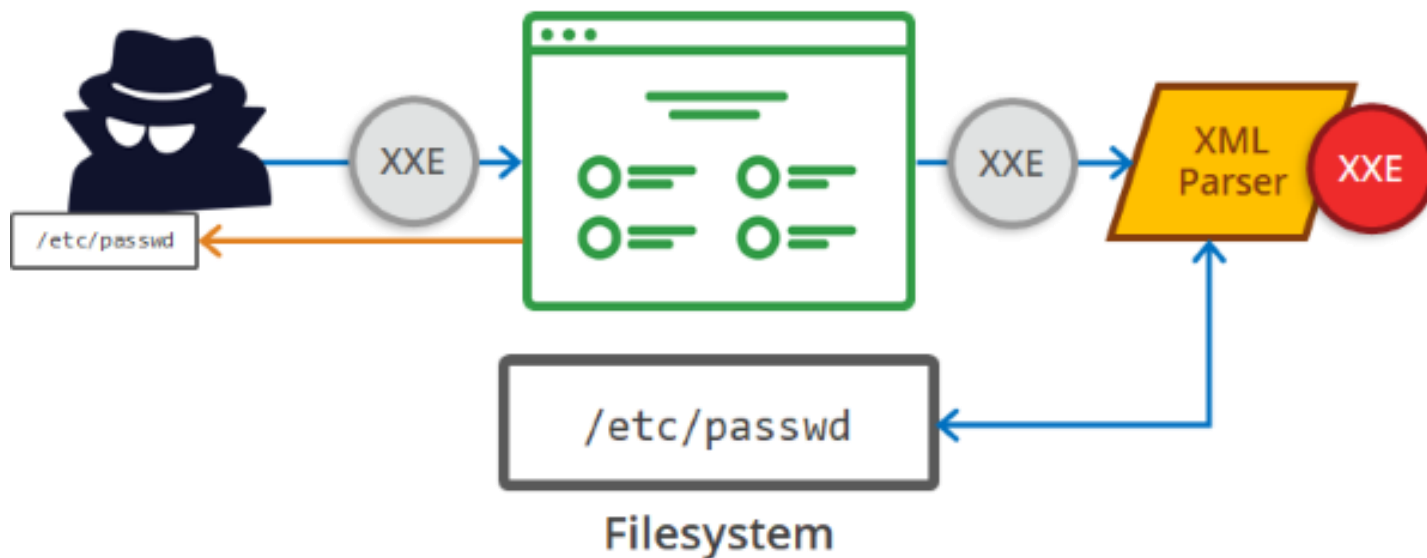 XXE
XXE
XML
Parser
XXE
/etc/passwd
/etc/passwd
Filesystem